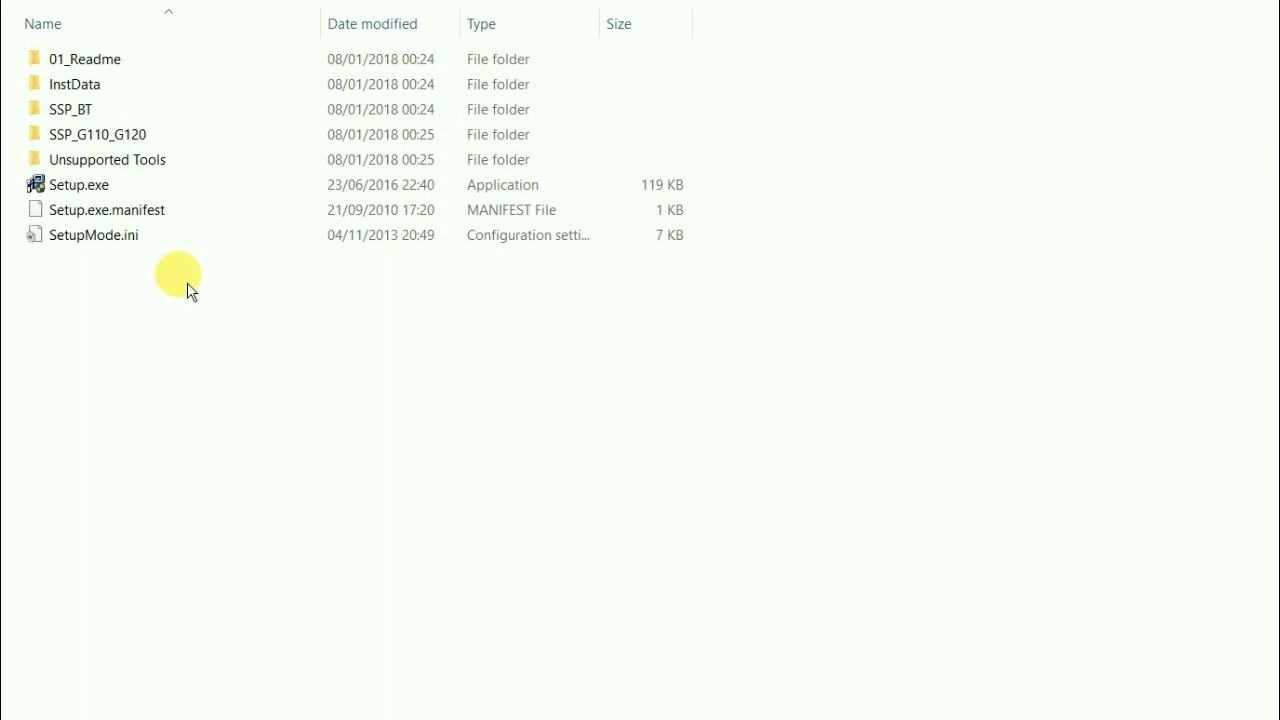 Name Date modified Type Size
01_Readme 08/01/2018 00:24 File folder
InstData 08/01/2018 00:24 File folder
SSP_BT 08/01/2018 00:24 File folder
SSP_G110_G120 08/01/2018 00:25 File folder
Unsupported Tools 08/01/2018 00:25 File folder
Setup.exe 23/06/2016 22:40 Application 119 KB
Setup.exe.manifest 21/09/2010 17:20 MANIFEST File 1 KB
SetupMode.ini 04/11/2013 20:49 Configuration setti... 7 KB